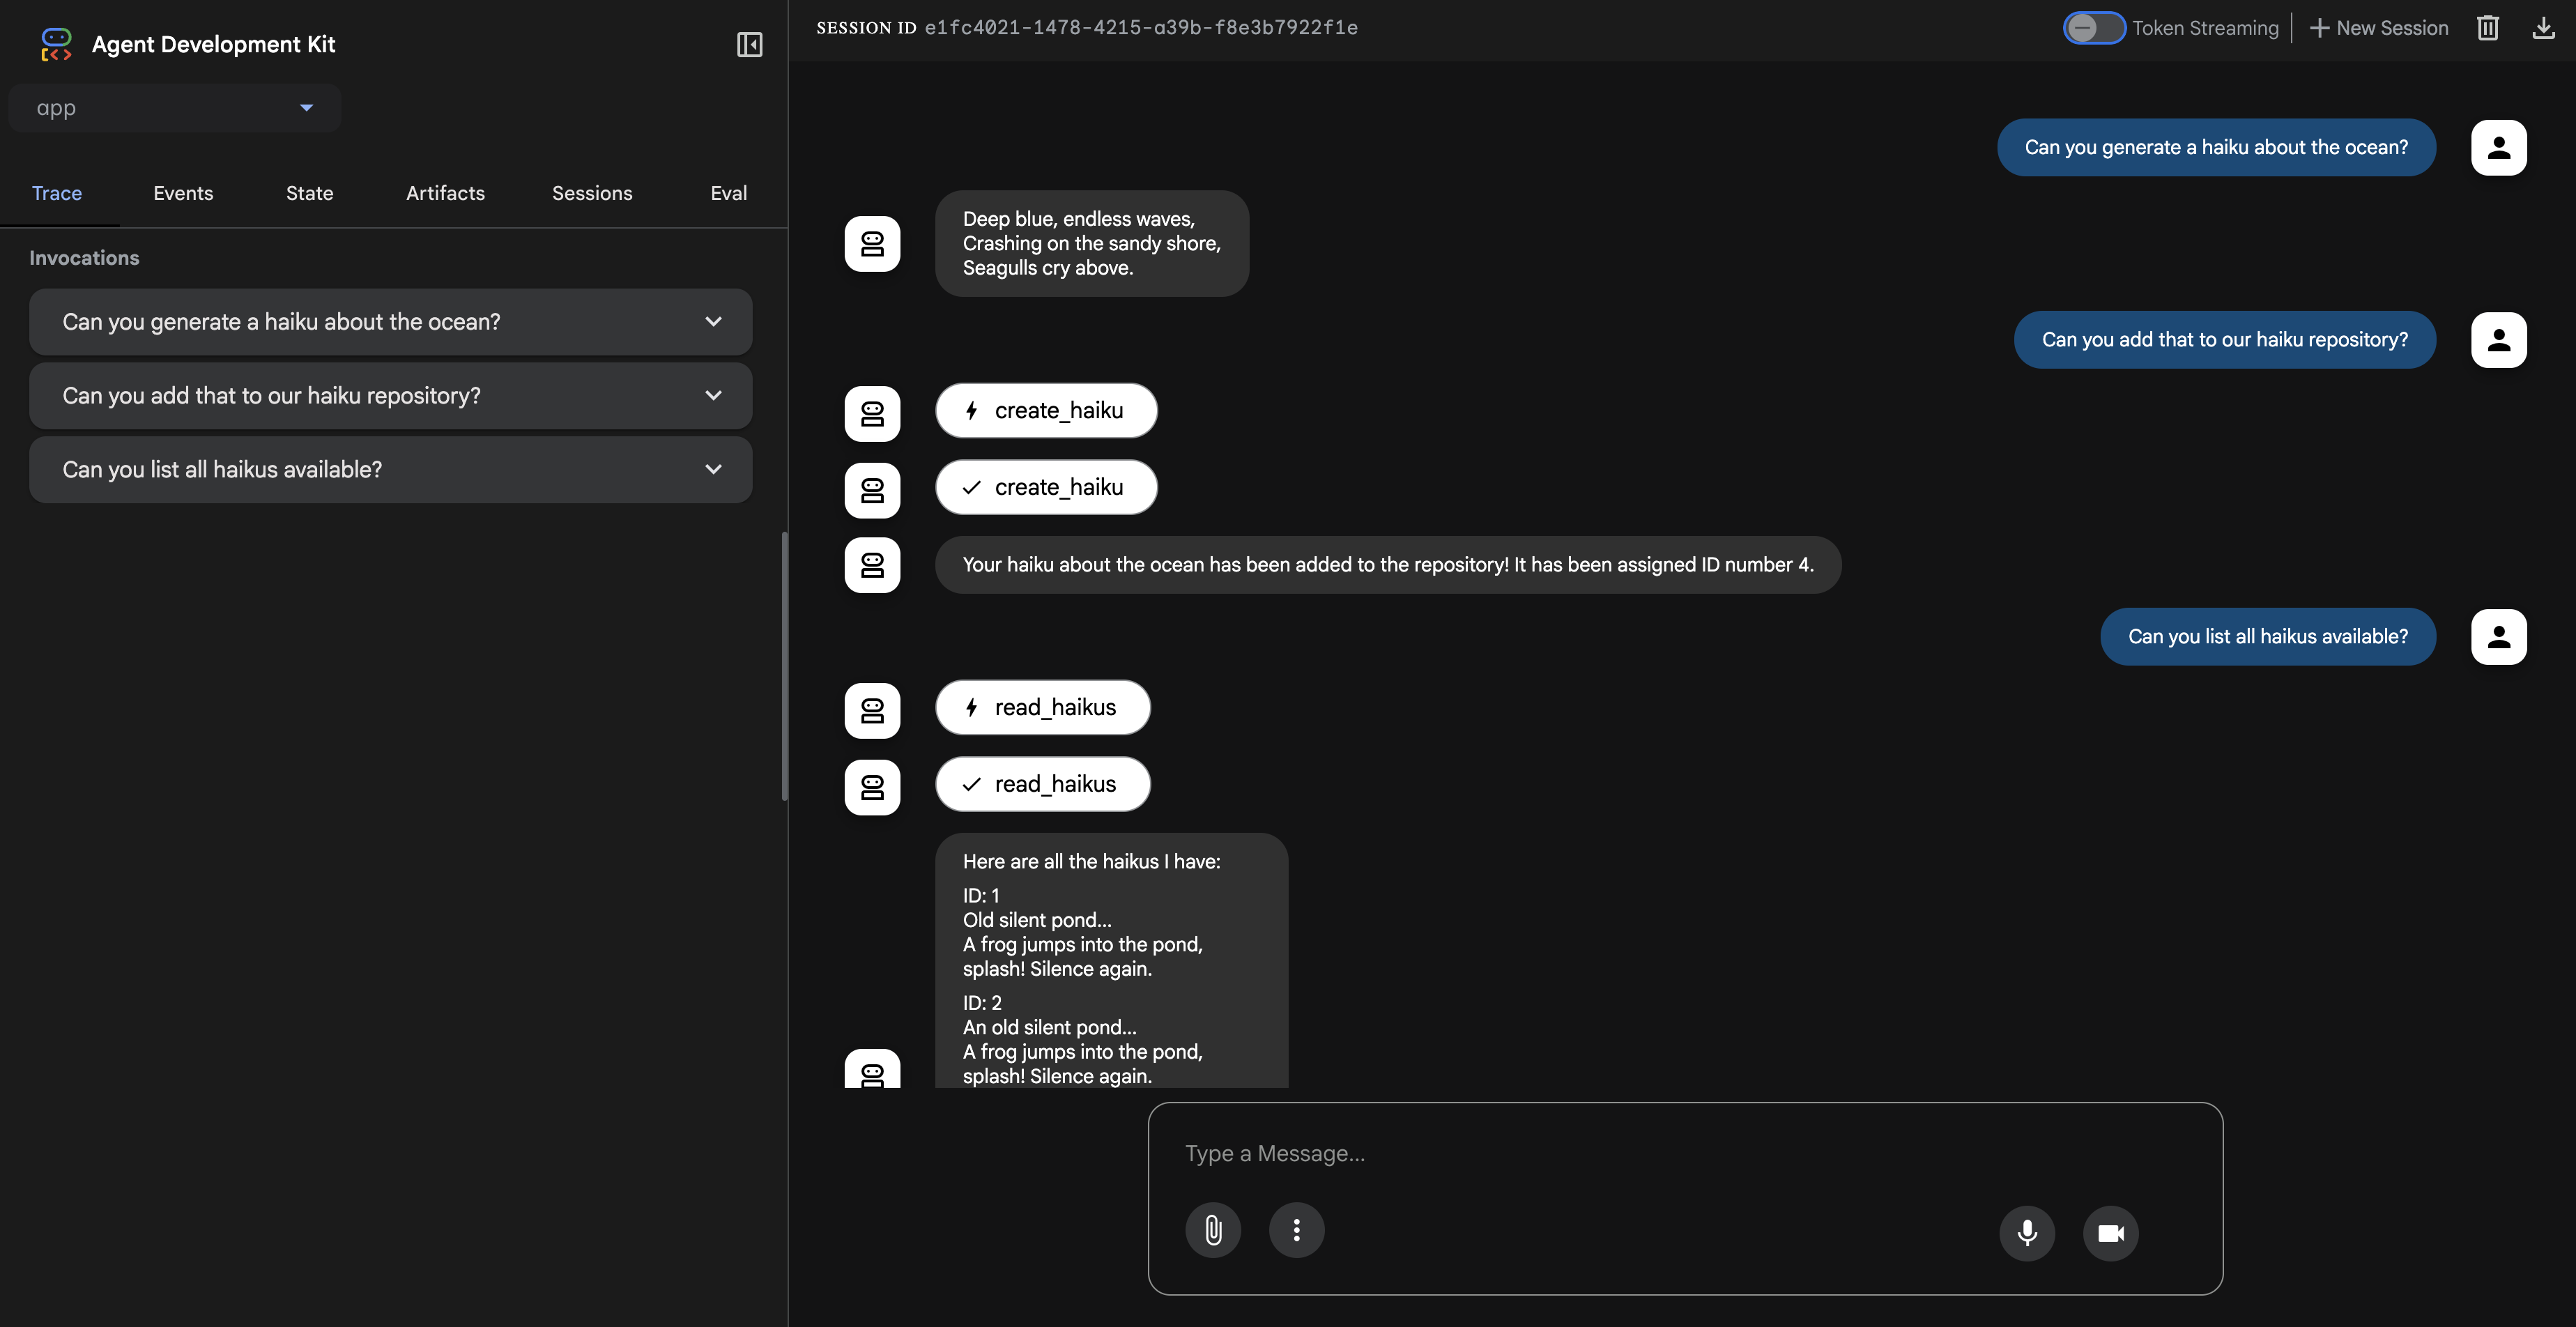 Agent Development Kit
app
Trace Events State Artifacts Sessions Eval
Invocations
Can you generate a haiku about the ocean?
Can you add that to our haiku repository?
Can you list all haikus available?
SESSION ID e1fc4021-1478-4215-a39b-f8e3b7922f1e
Token Streaming
New Session
Can you generate a haiku about the ocean?
Deep blue, endless waves,
Crashing on the sandy shore,
Seagulls cry above.
Can you add that to our haiku repository?
create_haiku
create_haiku
Your haiku about the ocean has been added to the repository! It has been assigned ID number 4.
Can you list all haikus available?
read_haikus
read_haikus
Here are all the haikus I have:
ID: 1
Old silent pond...
A frog jumps into the pond,
splash! Silence again.
ID: 2
An old silent pond...
A frog jumps into the pond,
splash! Silence again.
Type a Message...